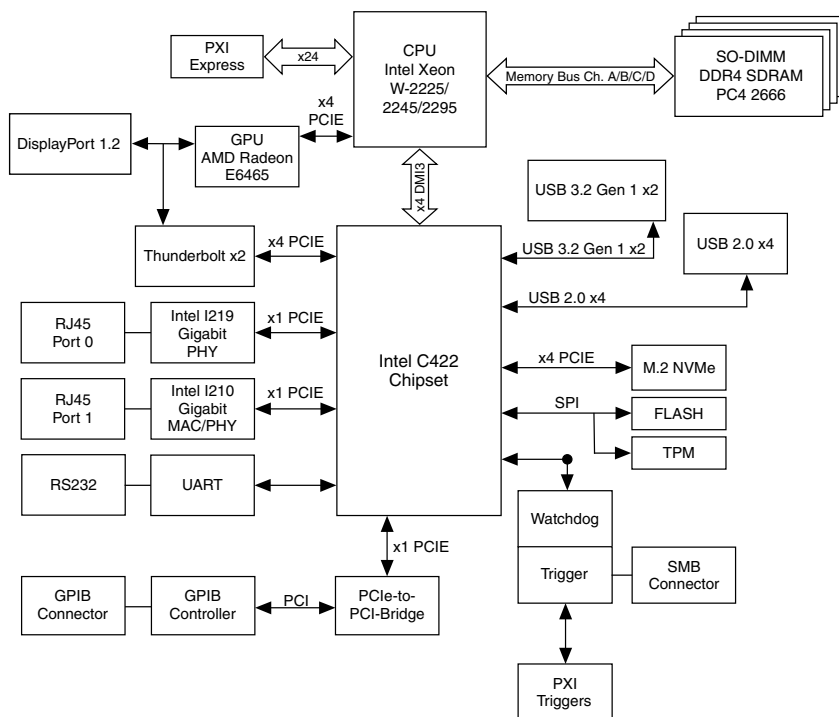 PXI
Express
x24
CPU
Intel Xeon
W-2225/
2245/2295
Memory Bus Ch. A/B/C/D
SO-DIMM
DDR4 SDRAM
PC4 2666
x4
PCIE
DisplayPort 1.2
GPU
AMD Radeon
E6465
x4 DMI3
USB 3.2 Gen 1 x2
USB 2.0 x4
Thunderbolt x2
x4 PCIE
USB 3.2 Gen 1 x2
USB 2.0 x4
RJ45
Port 0
Intel I219
Gigabit
PHY
x1 PCIE
Intel C422
Chipset
x4 PCIE
M.2 NVMe
RJ45
Port 1
Intel I210
Gigabit
MAC/PHY
x1 PCIE
SPI
FLASH
TPM
RS232
UART
Watchdog
Trigger
SMB
Connector
x1 PCIE
GPIB
Connector
GPIB
Controller
PCI
PCIe-to-
PCI-Bridge
PXI
Triggers